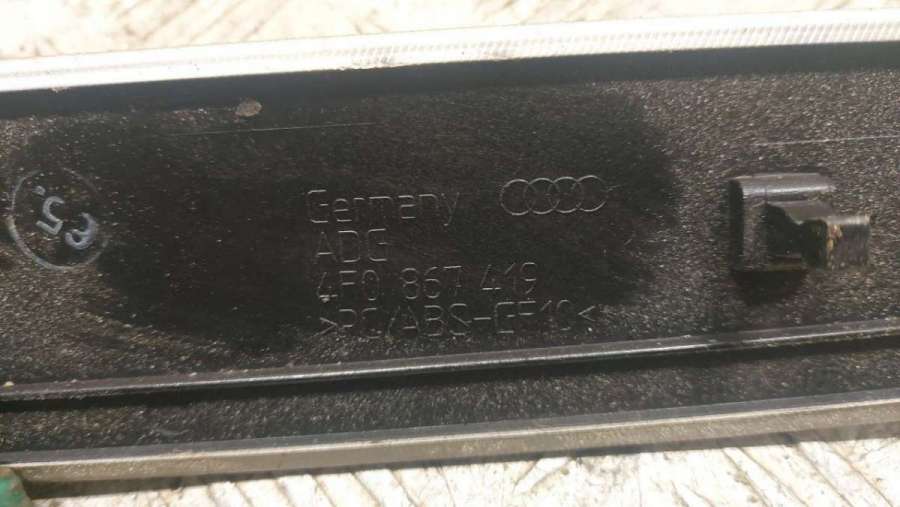 Germany
ADG
4F0 867 419
>PC/ABS-GF10<